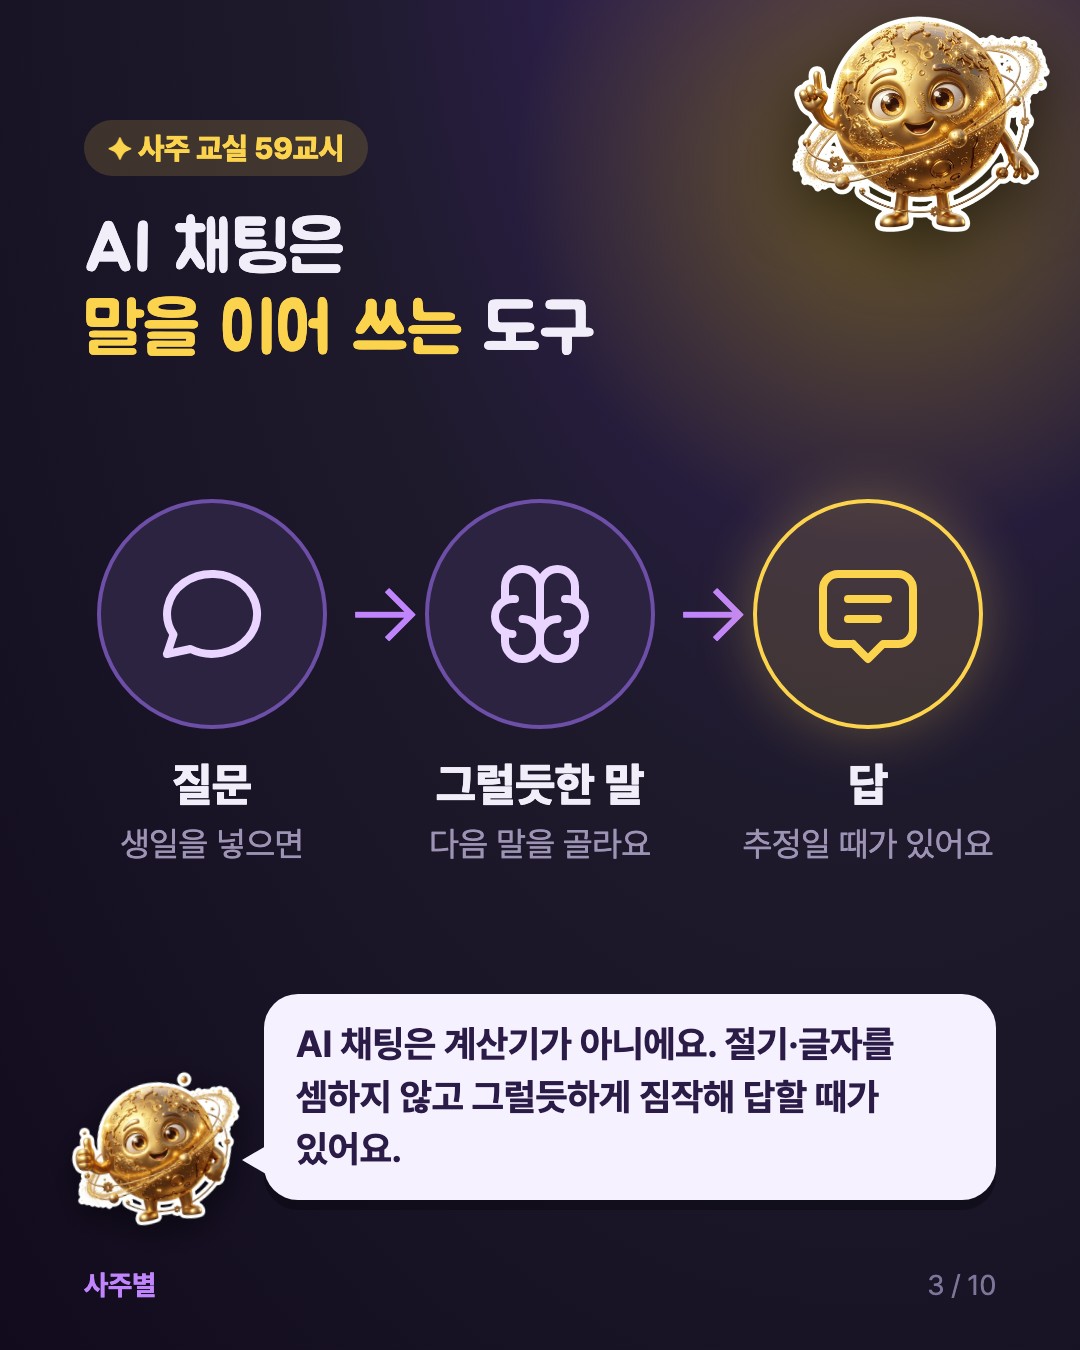 사주 교실 59교시
AI 채팅은
말을 이어 쓰는 도구
질문
생일을 넣으면
그럴듯한 말
다음 말을 골라요
답
추정일 때가 있어요
AI 채팅은 계산기가 아니에요. 절기·글자를
셈하지 않고 그럴듯하게 짐작해 답할 때가
있어요.
사주별
3 / 10